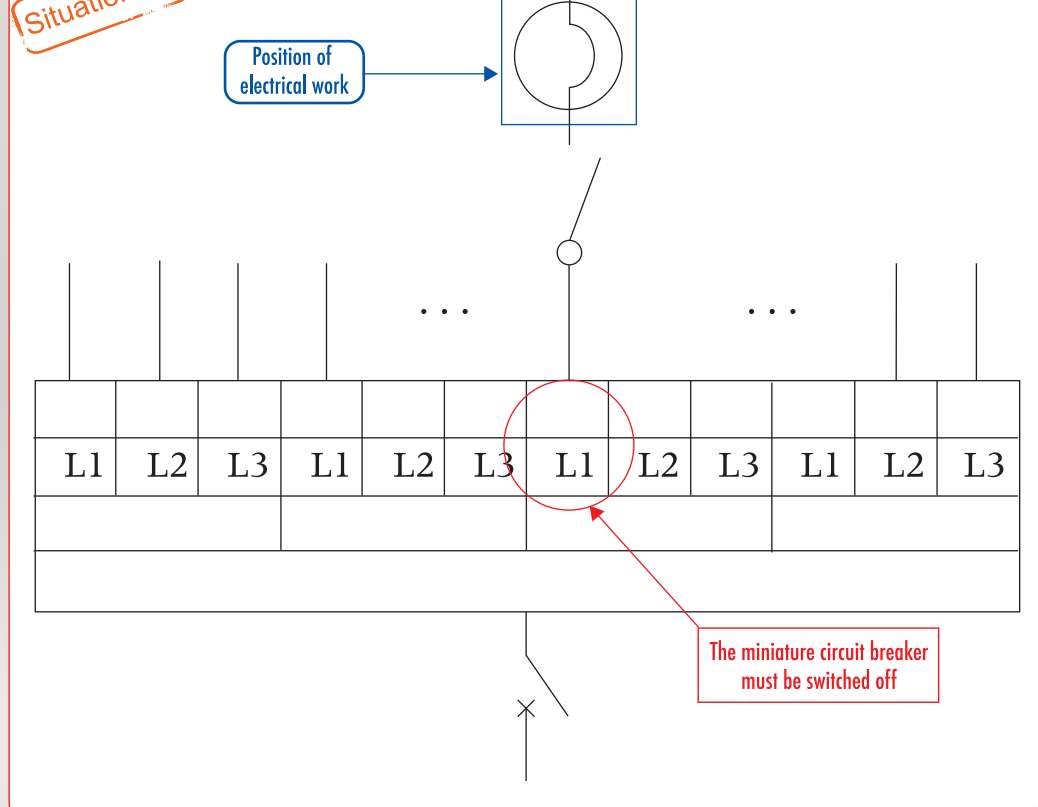 Situation
Position of
electrical work
... ...
L1 L2 L3 L1 L2 L3 L1 L2 L3 L1 L2 L3
The miniature circuit breaker
must be switched off